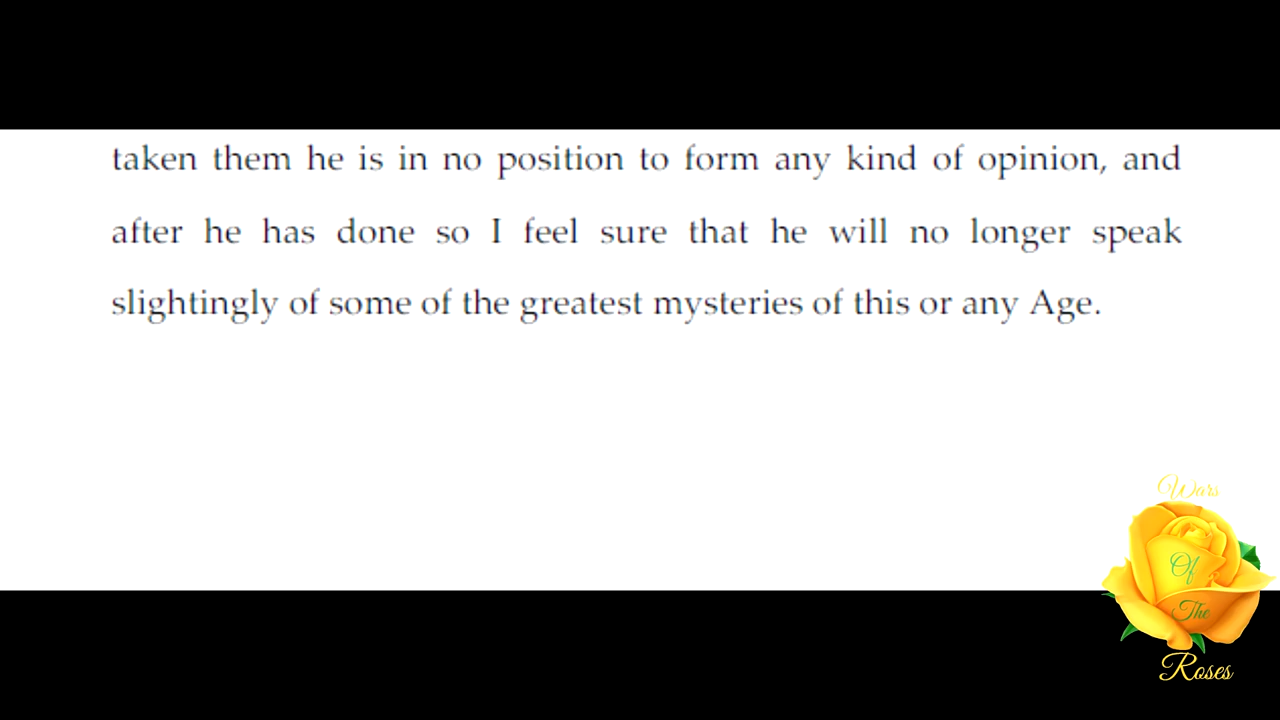 taken them he is in no position to form any kind of opinion, and
after he has done so I feel sure that he will no longer speak
slightingly of some of the greatest mysteries of this or any Age.
Wars
Of
The
Roses